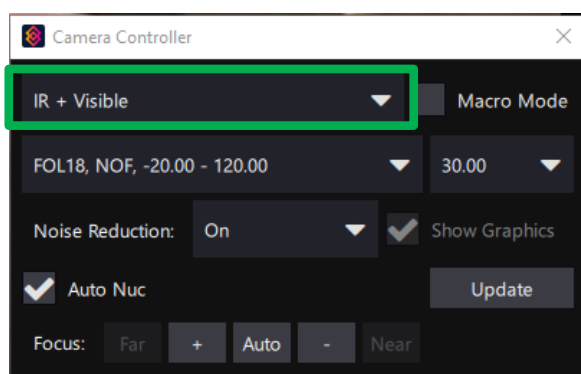 Camera Controller
IR + Visible
Macro Mode
FOL18, NOF, -20.00 - 120.00
30.00
Noise Reduction:
On
Show Graphics
Auto Nuc
Update
Focus:
Far
+
Auto
-
Near